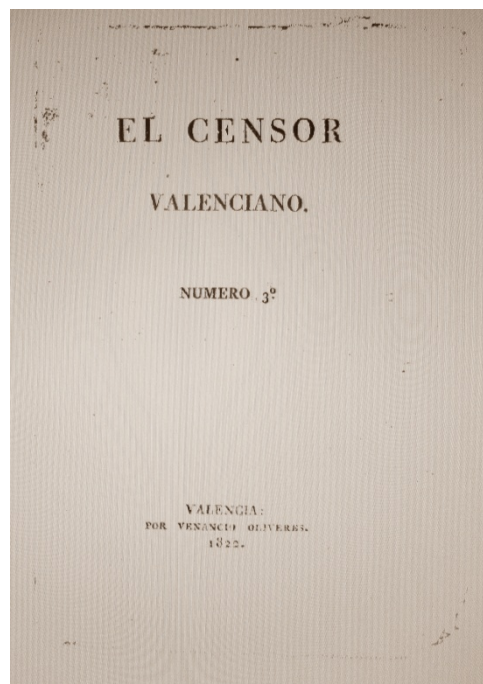 EL CENSOR
VALENCIANO.
NUMERO 3º
VALENCIA:
POR VENANCIO OLIVERES.
1822.